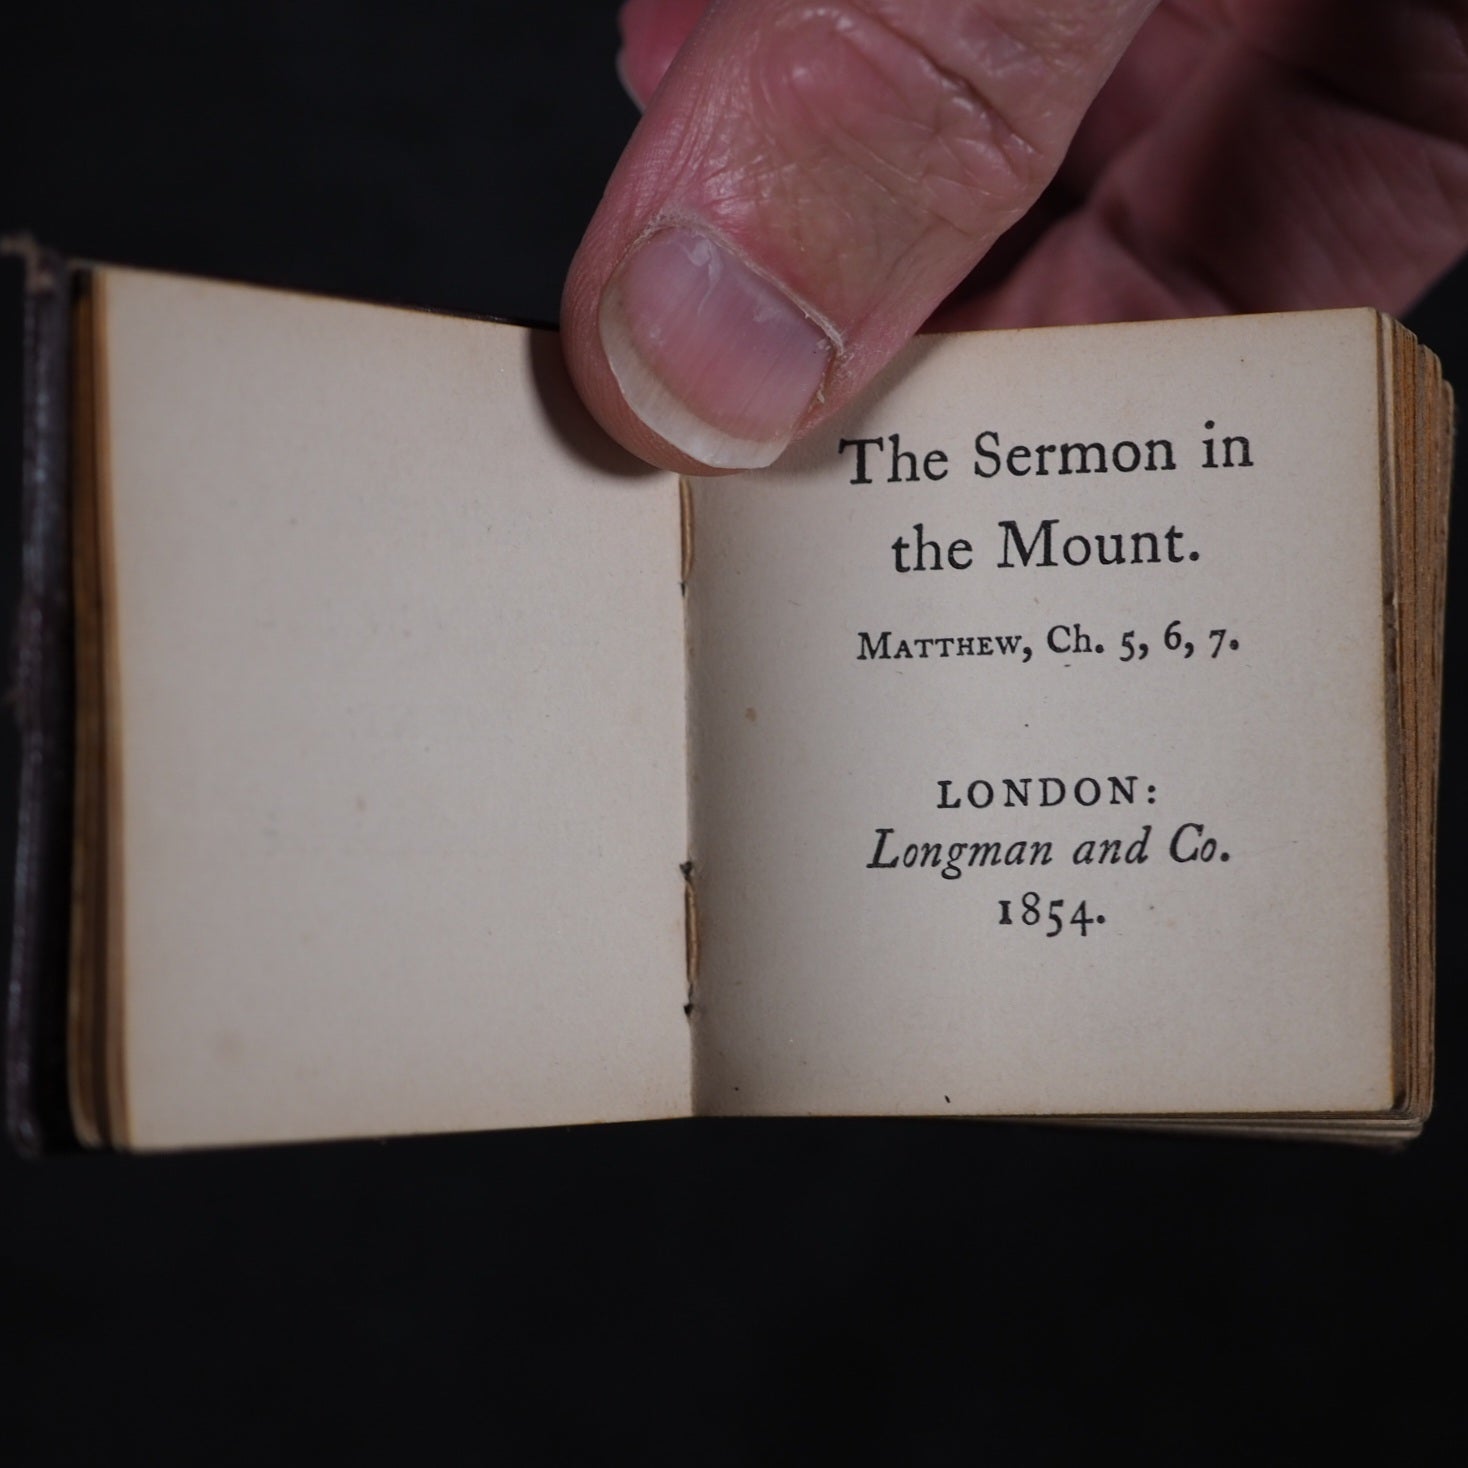 The Sermon in
the Mount.
Matthew, Ch. 5, 6, 7.
LONDON:
Longman and Co.
1854.